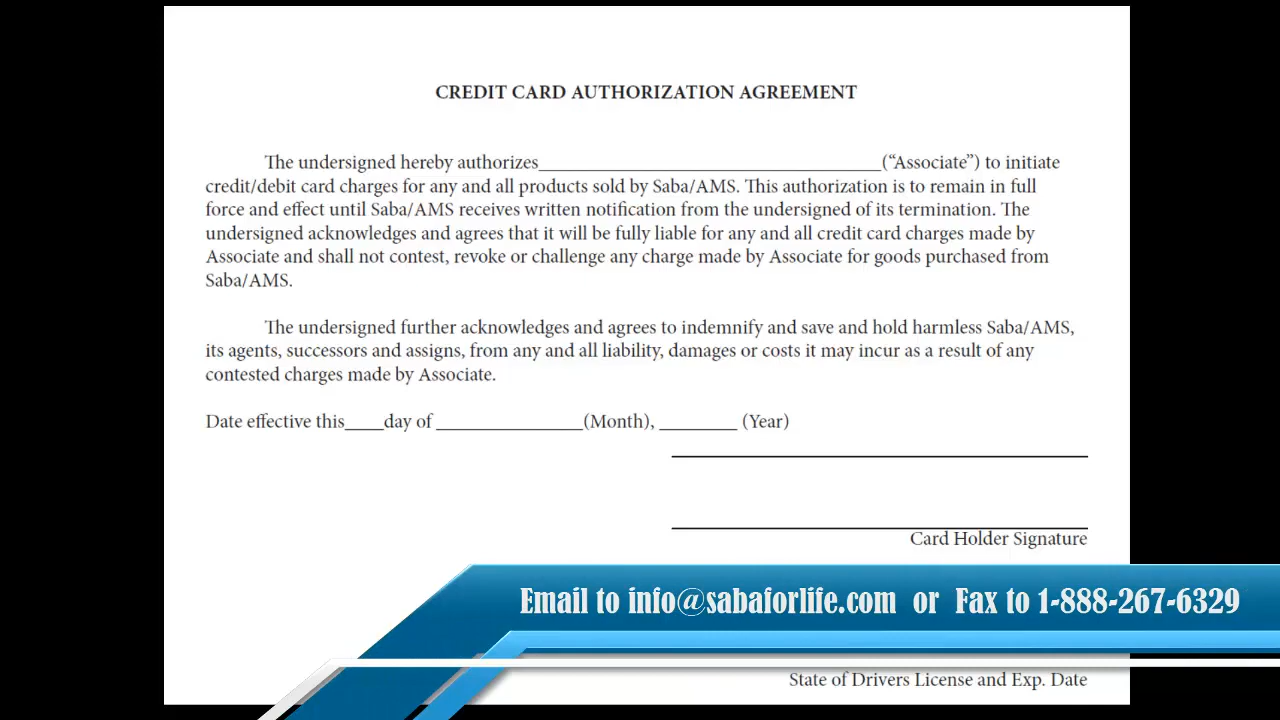 CREDIT CARD AUTHORIZATION AGREEMENT
The undersigned hereby authorizes___________________________________(“Associate”) to initiate
credit/debit card charges for any and all products sold by Saba/AMS. This authorization is to remain in full
force and effect until Saba/AMS receives written notification from the undersigned of its termination. The
undersigned acknowledges and agrees that it will be fully liable for any and all credit card charges made by
Associate and shall not contest, revoke or challenge any charge made by Associate for goods purchased from
Saba/AMS.
The undersigned further acknowledges and agrees to indemnify and save and hold harmless Saba/AMS,
its agents, successors and assigns, from any and all liability, damages or costs it may incur as a result of any
contested charges made by Associate.
Date effective this____day of _______________(Month), ________ (Year)
Card Holder Signature
Email to info@sabaforlife.com or Fax to 1-888-267-6329
State of Drivers License and Exp. Date